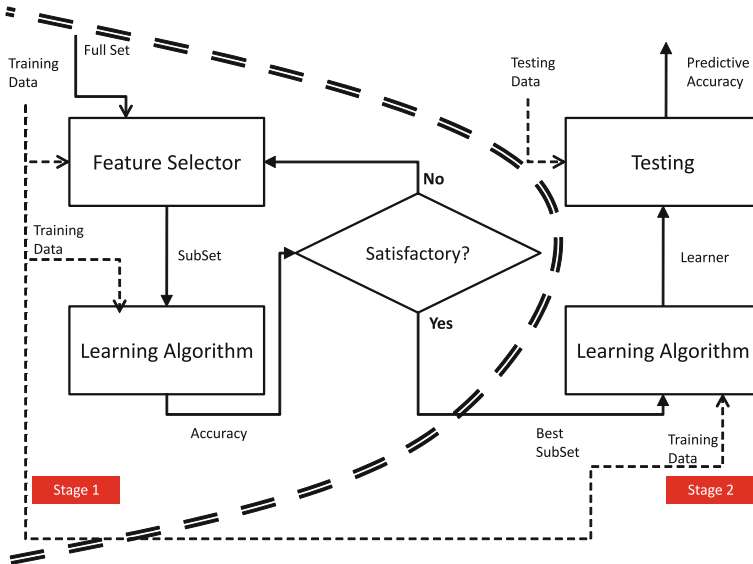 Full Set
Training
Data
Testing
Data
Predictive
Accuracy
Feature Selector
Testing
No
Training
Data
SubSet
Satisfactory?
Learner
Yes
Learning Algorithm
Learning Algorithm
Accuracy
Best
SubSet
Training
Data
Stage 1
Stage 2